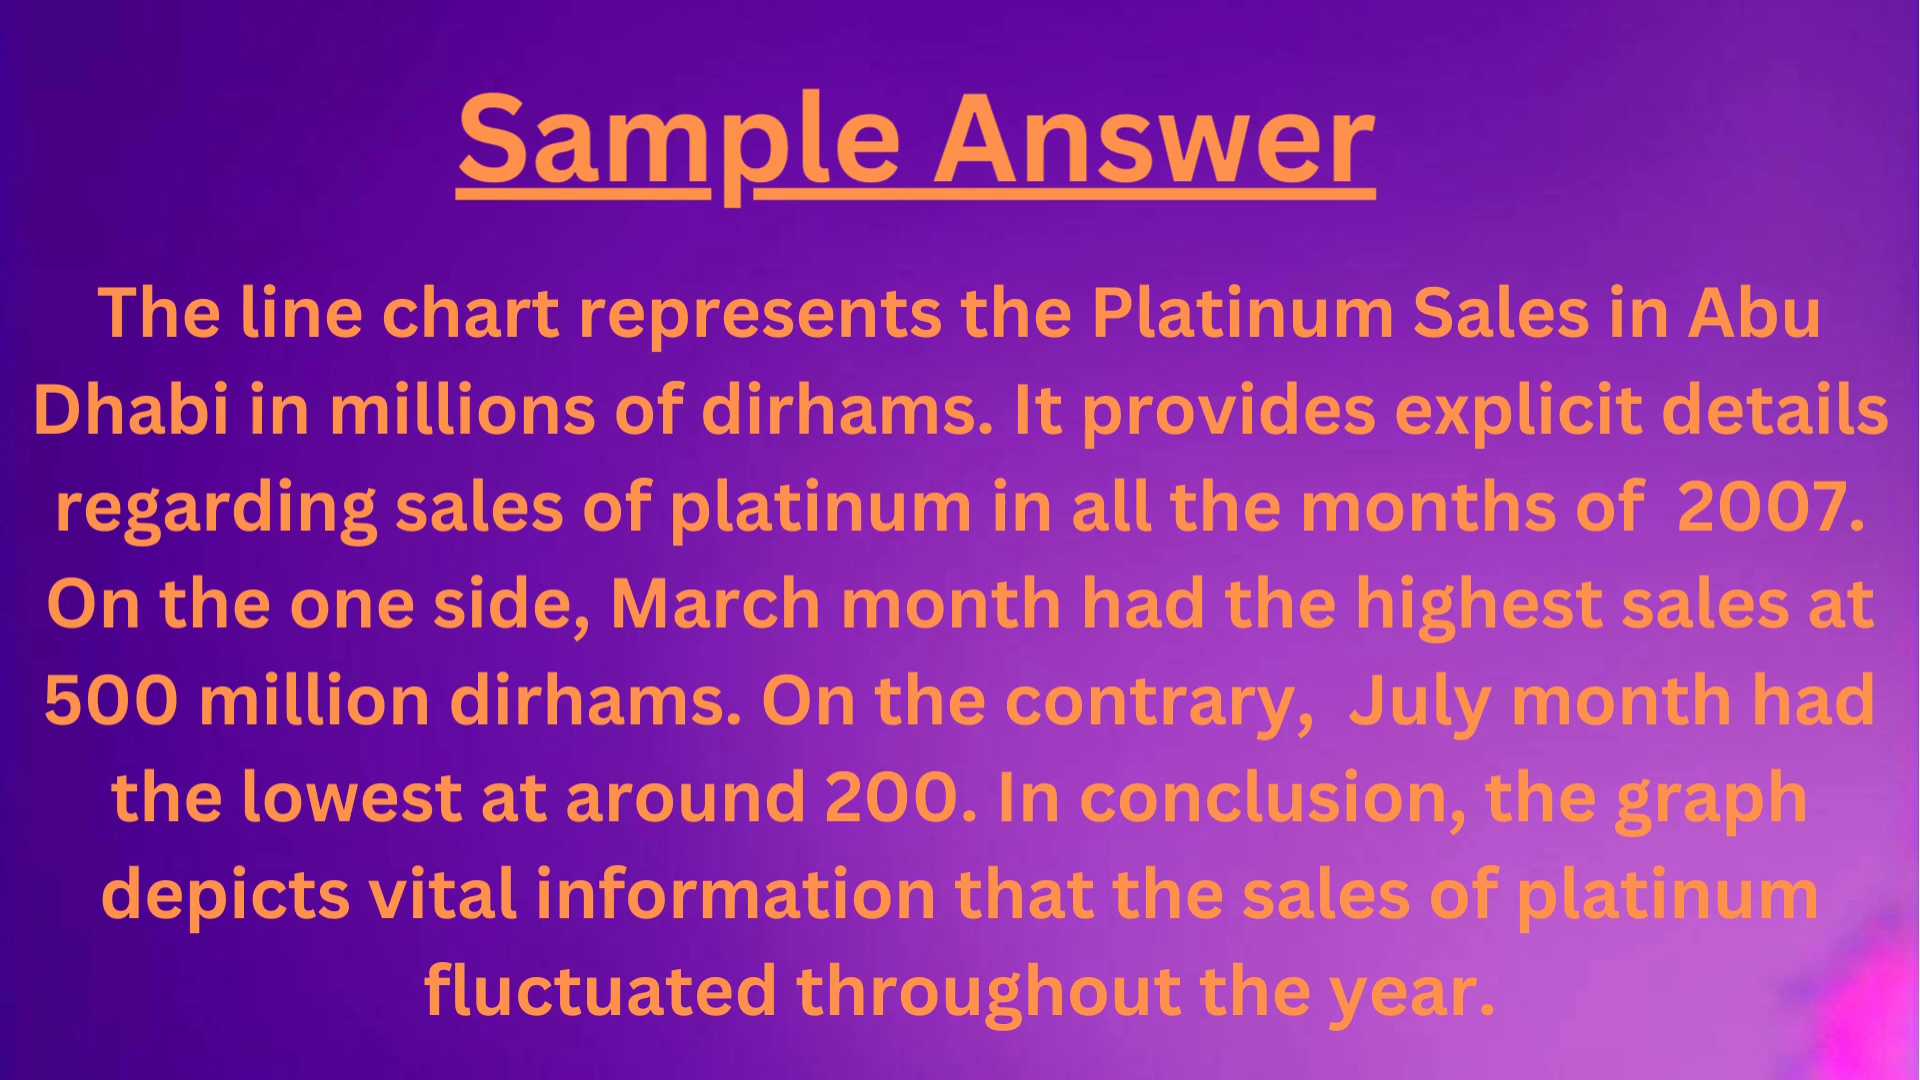 Sample Answer
The line chart represents the Platinum Sales in Abu
Dhabi in millions of dirhams. It provides explicit details
regarding sales of platinum in all the months of  2007.
On the one side, March month had the highest sales at
500 million dirhams. On the contrary,  July month had
the lowest at around 200. In conclusion, the graph
depicts vital information that the sales of platinum
fluctuated throughout the year.